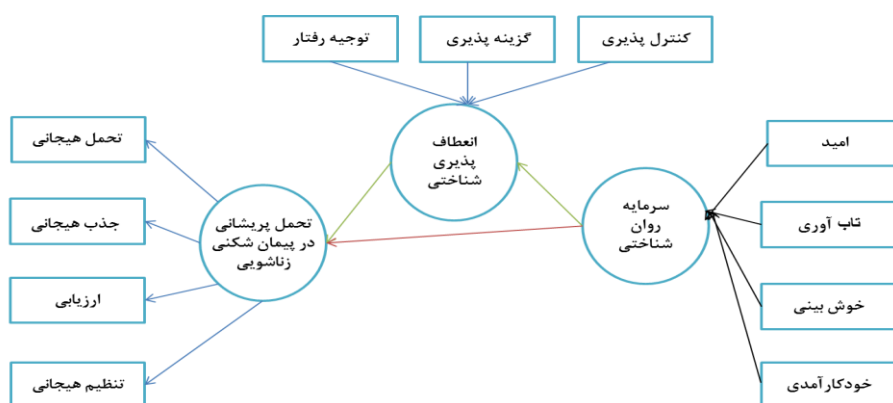 کنترل پذیری
گزینه پذیری
توجیه رفتار
انعطاف
پذیری
شناختی
امید
تاب آوری
خوش بینی
خودکارآمدی
سرمایه
روان
شناختی
تحمل پریشانی
در پیمان شکنی
زناشویی
تحمل هیجانی
جذب هیجانی
ارزیابی
تنظیم هیجانی